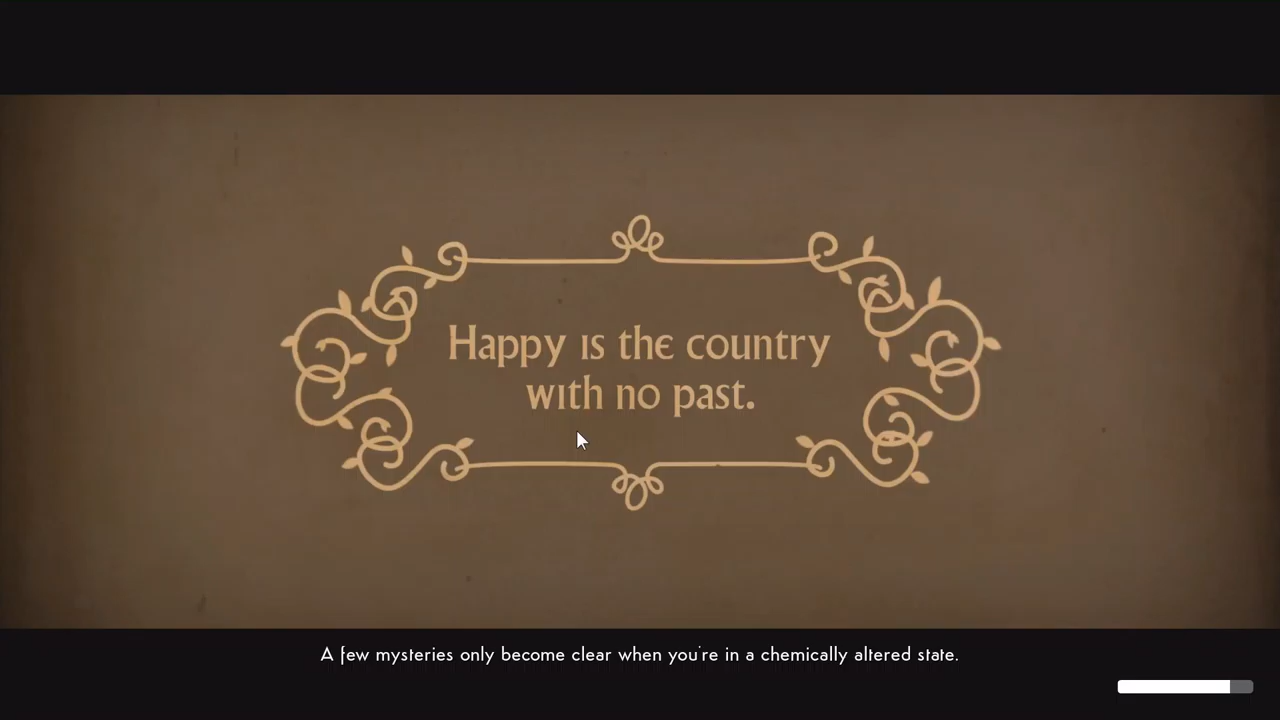 Happy is the country
with no past.
A few mysteries only become clear when you're in a chemically altered state.